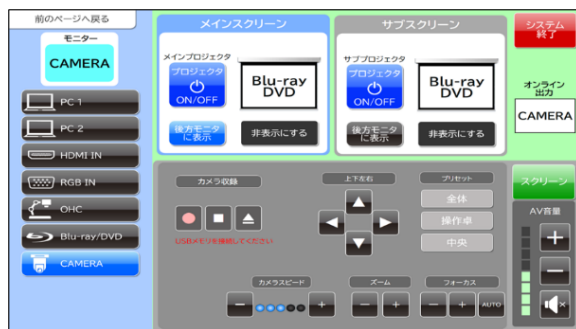 前のページへ戻る
モニター
CAMERA
PC 1
PC 2
HDMI IN
RGB IN
OHC
Blu-ray/DVD
CAMERA
メインスクリーン
メインプロジェクタ
プロジェクタ
ON/OFF
Blu-ray
DVD
後方モニタ
に表示
非表示にする
サブスクリーン
サブプロジェクタ
プロジェクタ
ON/OFF
Blu-ray
DVD
後方モニタ
に表示
非表示にする
システム
終了
オンライン
出力
CAMERA
カメラ収録
USBメモリを接続してください
上下左右
プリセット
全体
操作卓
中央
カメラスピード
− +
ズーム
− +
フォーカス
− + AUTO
スクリーン
AV音量
+
−